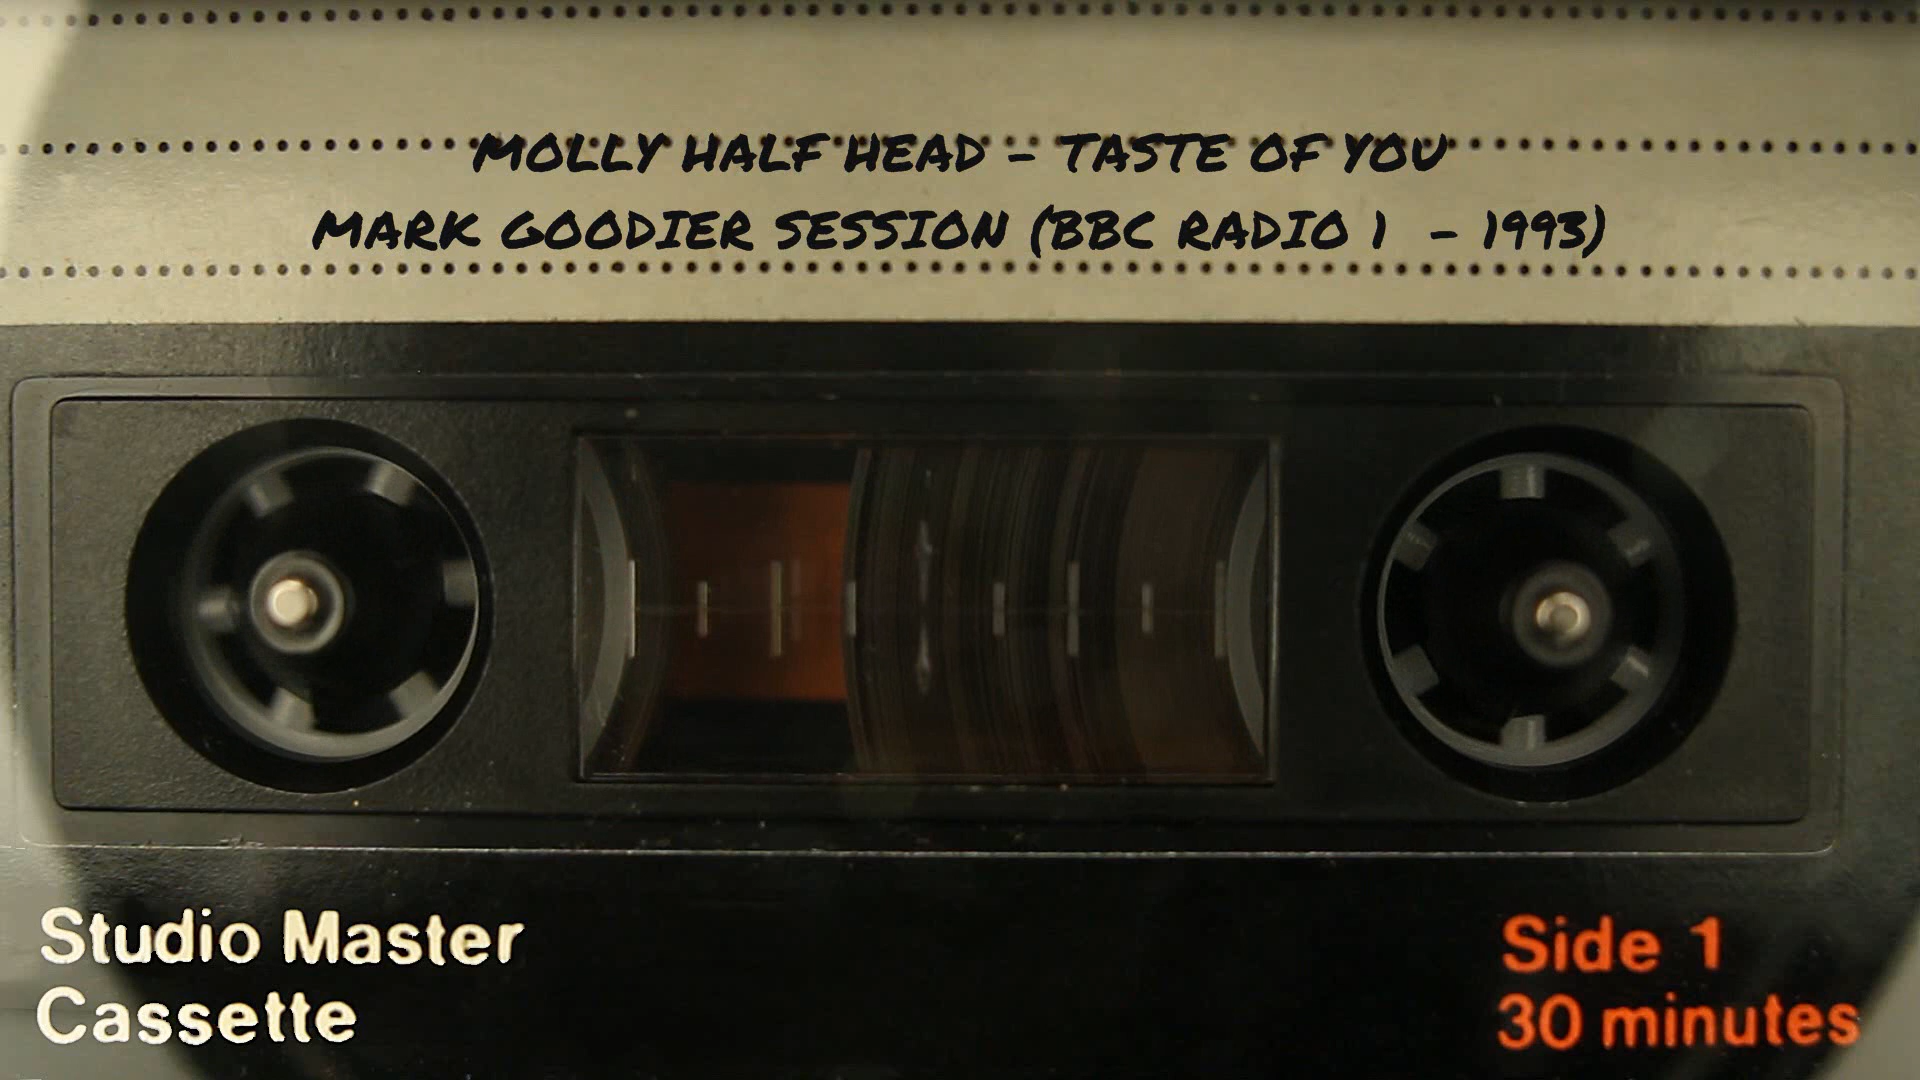 MOLLY HALF HEAD - TASTE OF YOU
MARK GOODIER SESSION (BBC RADIO 1 - 1993)
Studio Master
Cassette
Side 1
30 minutes